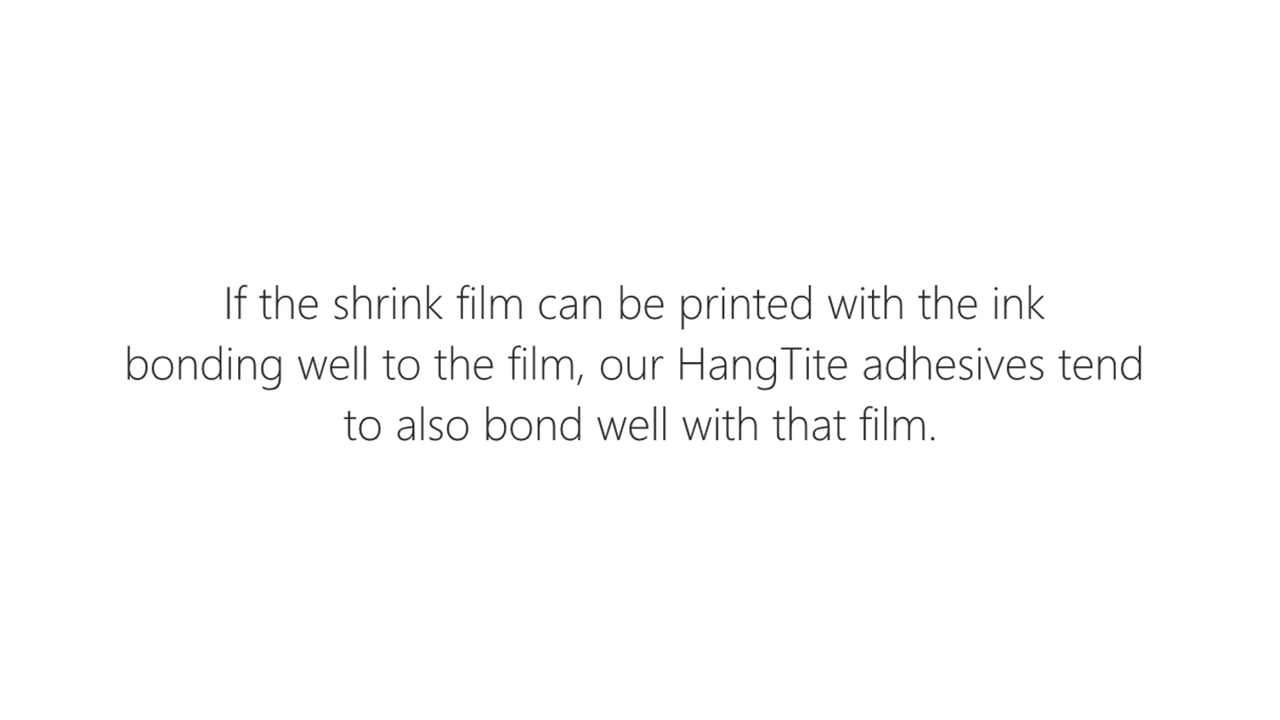 If the shrink film can be printed with the ink
bonding well to the film, our HangTite adhesives tend
to also bond well with that film.